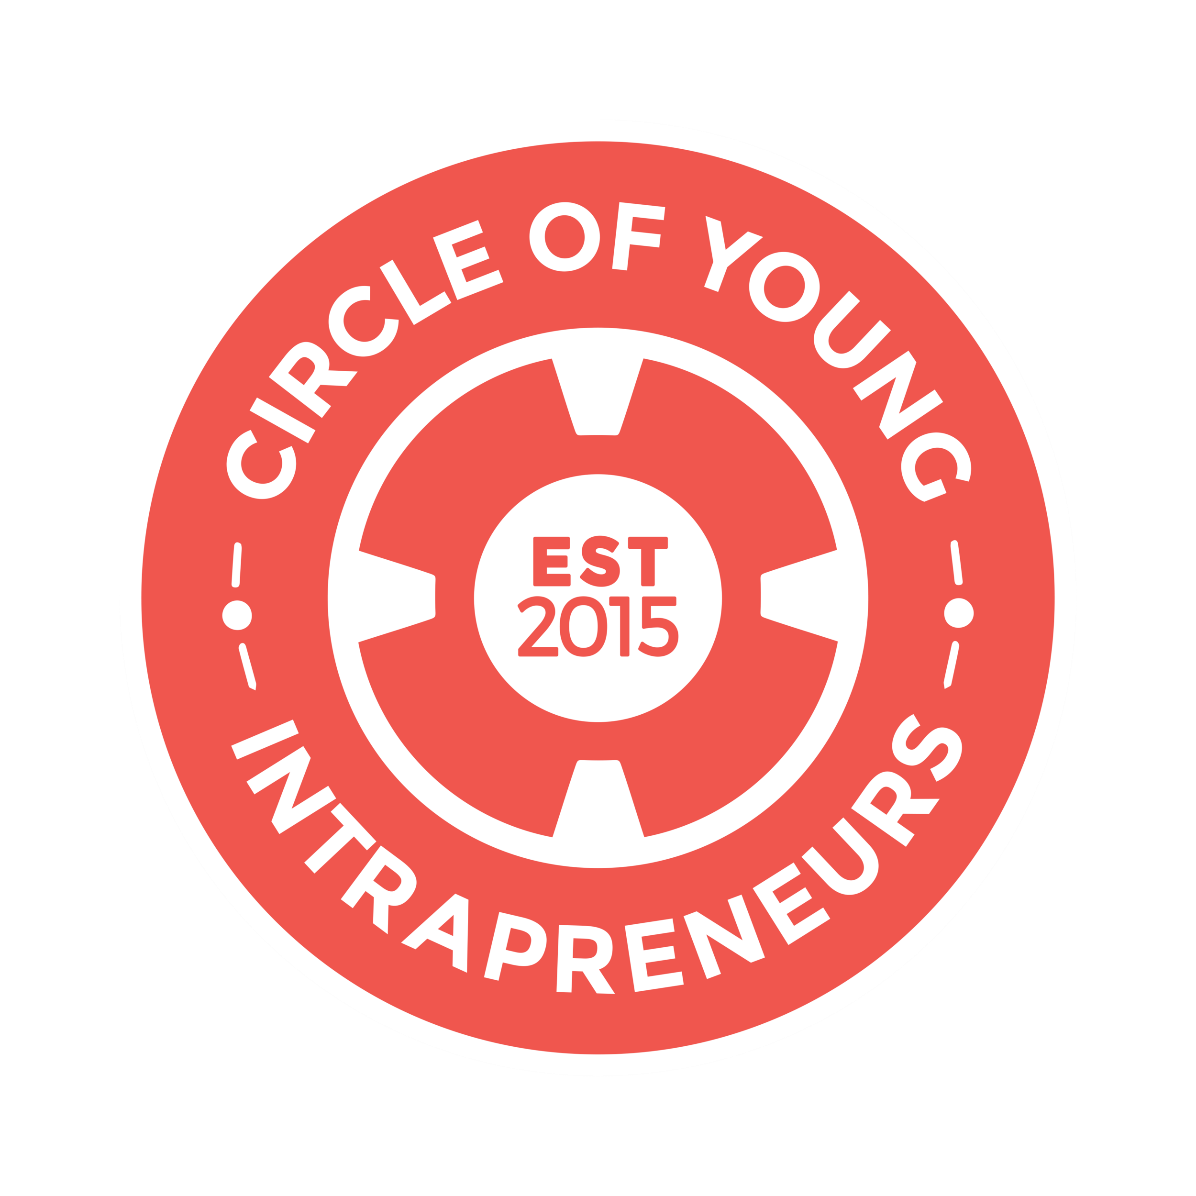 CIRCLE OF YOUNG
EST
2015
INTRAPRENEURS